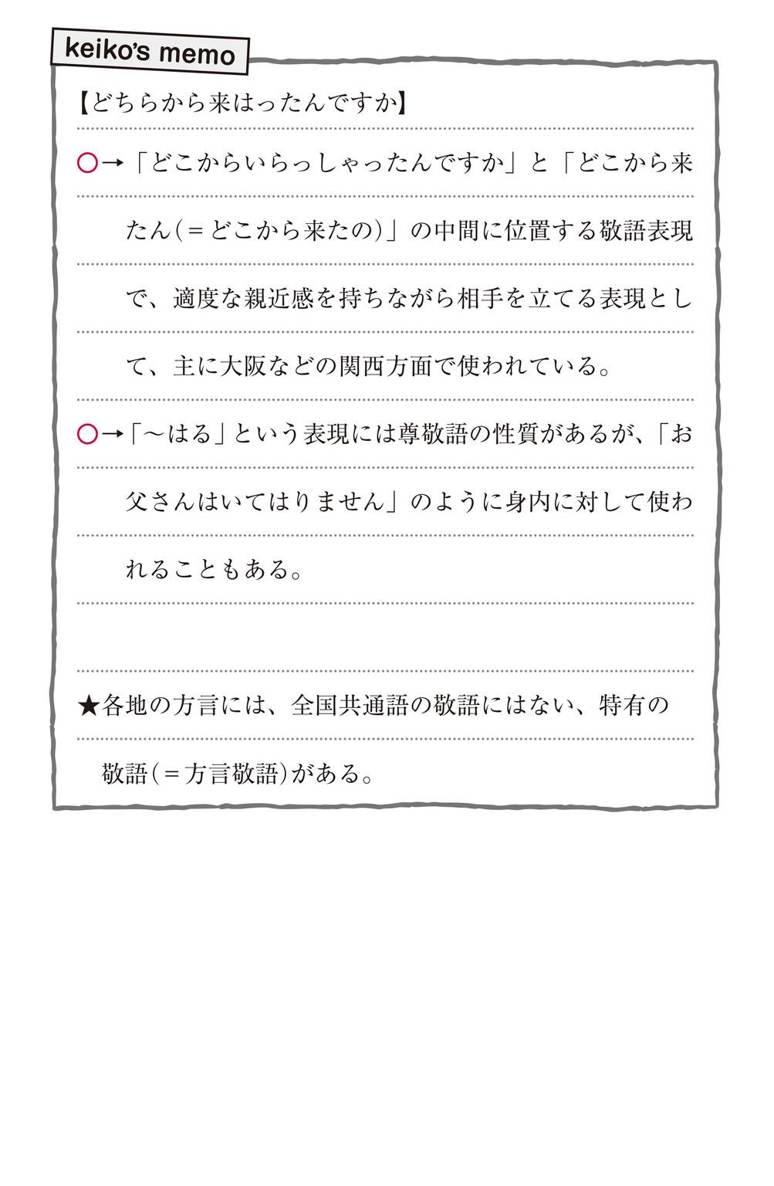 keiko's memo
【どちらから来はったんですか】
○→「どこからいらっしゃったんですか」と「どこから来
たん(=どこから来たの)」の中間に位置する敬語表現
で、適度な親近感を持ちながら相手を立てる表現とし
て、主に大阪などの関西方面で使われている。
○→「～はる」という表現には尊敬語の性質があるが、「お
父さんはいてはりません」のように身内に対して使わ
れることもある。
★各地の方言には、全国共通語の敬語にはない、特有の
敬語(=方言敬語)がある。